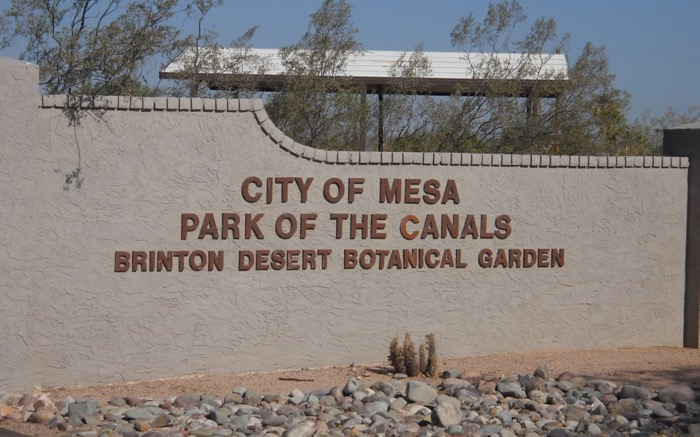 CITY OF MESA
PARK OF THE CANALS
BRINTON DESERT BOTANICAL GARDEN